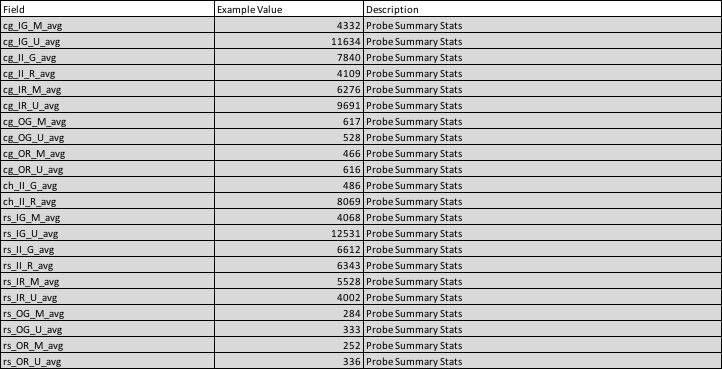 Field Example Value Description
cg_IG_M_avg 4332 Probe Summary Stats
cg_IG_U_avg 11634 Probe Summary Stats
cg_II_G_avg 7840 Probe Summary Stats
cg_II_R_avg 4109 Probe Summary Stats
cg_IR_M_avg 6276 Probe Summary Stats
cg_IR_U_avg 9691 Probe Summary Stats
cg_OG_M_avg 617 Probe Summary Stats
cg_OG_U_avg 528 Probe Summary Stats
cg_OR_M_avg 466 Probe Summary Stats
cg_OR_U_avg 616 Probe Summary Stats
ch_II_G_avg 486 Probe Summary Stats
ch_II_R_avg 8069 Probe Summary Stats
rs_IG_M_avg 4068 Probe Summary Stats
rs_IG_U_avg 12531 Probe Summary Stats
rs_II_G_avg 6612 Probe Summary Stats
rs_II_R_avg 6343 Probe Summary Stats
rs_IR_M_avg 5528 Probe Summary Stats
rs_IR_U_avg 4002 Probe Summary Stats
rs_OG_M_avg 284 Probe Summary Stats
rs_OG_U_avg 333 Probe Summary Stats
rs_OR_M_avg 252 Probe Summary Stats
rs_OR_U_avg 336 Probe Summary Stats